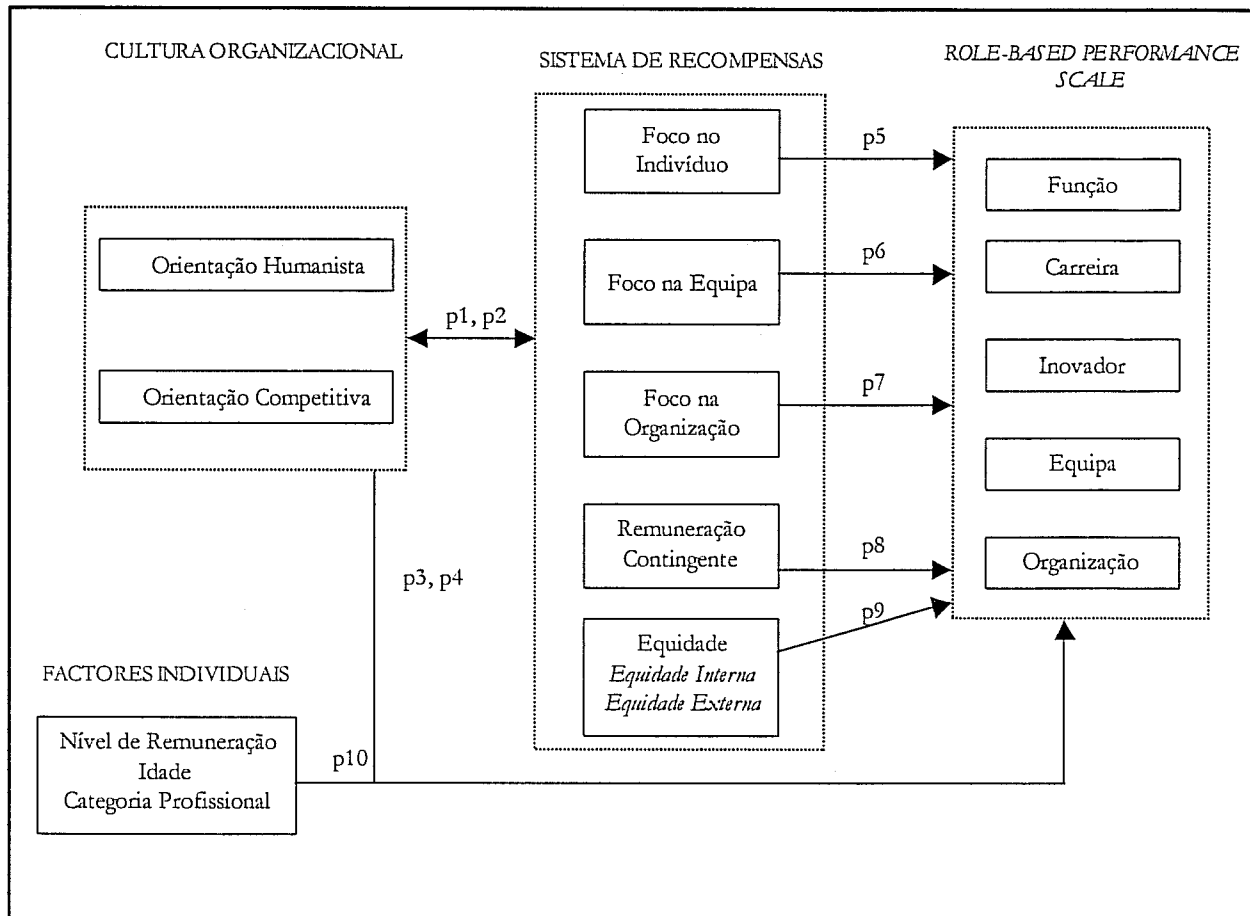 CULTURA ORGANIZACIONAL
Orientação Humanista
Orientação Competitiva
p1, p2
p3, p4
SISTEMA DE RECOMPENSAS
Foco no
Indivíduo
Foco na Equipa
Foco na
Organização
Remuneração
Contingente
Equidade
Equidade Interna
Equidade Externa
p5
p6
p7
p8
p9
ROLE-BASED PERFORMANCE
SCALE
Função
Carreira
Inovador
Equipa
Organização
FACTORES INDIVIDUAIS
Nível de Remuneração
Idade
Categoria Profissional
p10